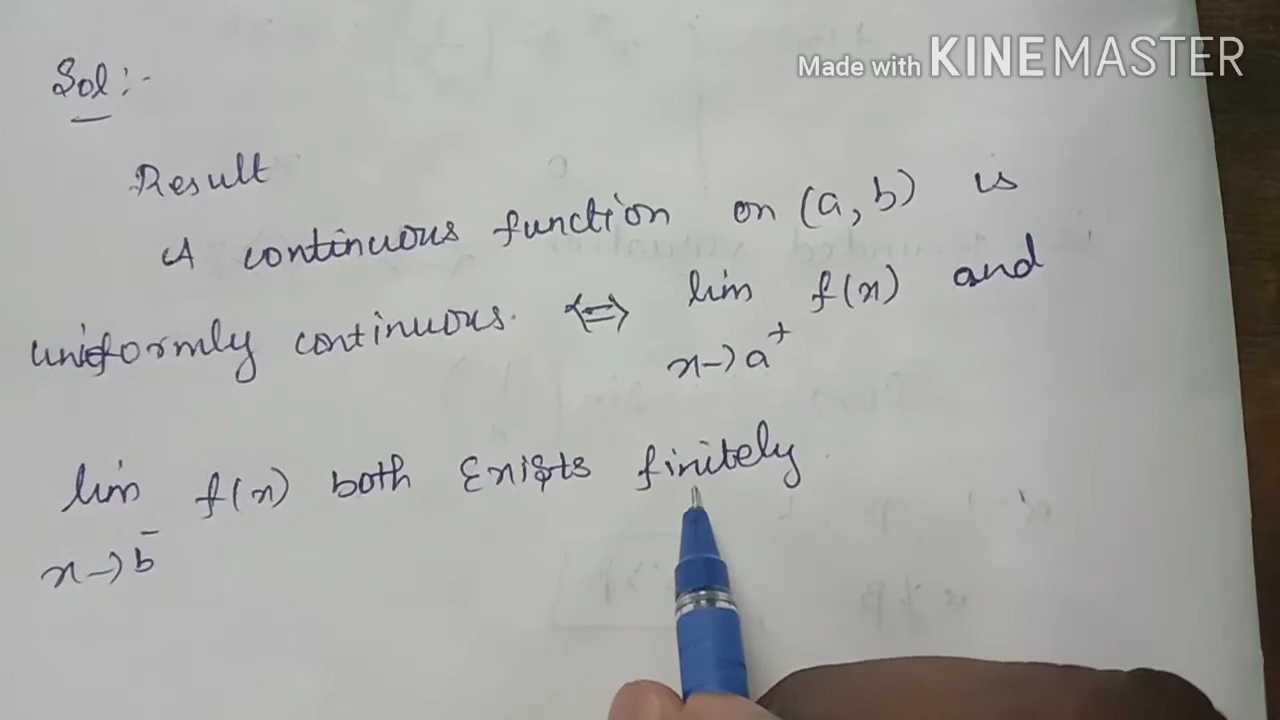 Made with KINEMASTER
Sol :-
Result
A continuous function on (a, b) is
uniformly continuous. ⇔ lim f(x) and
x→a⁺
lim f(x) both Exists finitely
x→b⁻